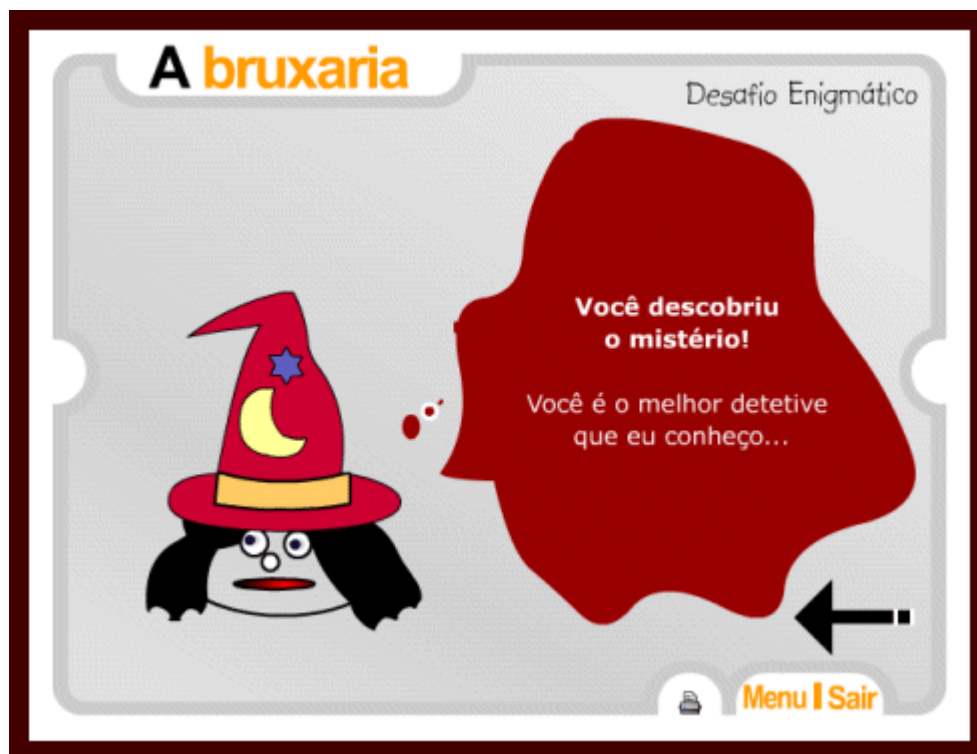 A bruxaria
Desafio Enigmático
Você descobriu
o mistério!
Você é o melhor detetive
que eu conheço...
Menu | Sair